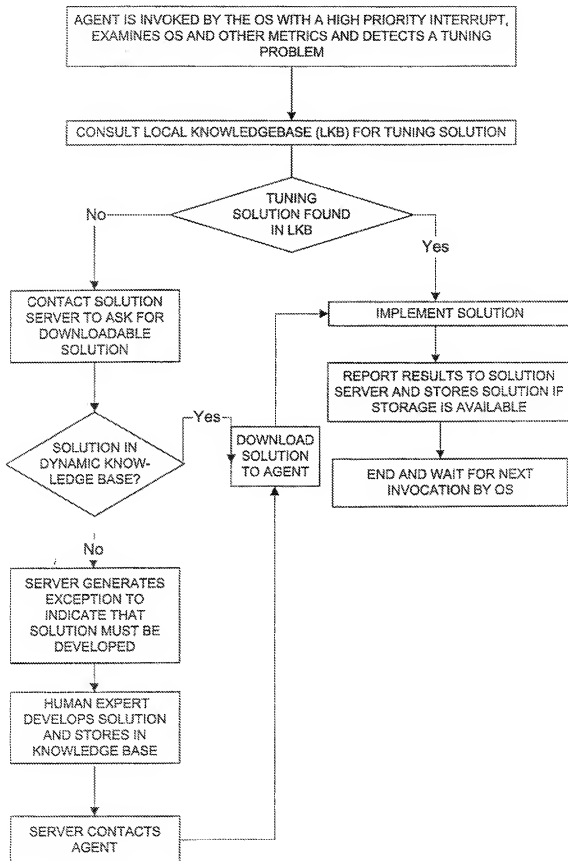 AGENT IS INVOKED BY THE OS WITH A HIGH PRIORITY INTERRUPT,
EXAMINES OS AND OTHER METRICS AND DETECTS A TUNING
PROBLEM
CONSULT LOCAL KNOWLEDGEBASE (LKB) FOR TUNING SOLUTION
TUNING
SOLUTION FOUND
IN LKB
No
Yes
CONTACT SOLUTION
SERVER TO ASK FOR
DOWNLOADABLE
SOLUTION
IMPLEMENT SOLUTION
REPORT RESULTS TO SOLUTION
SERVER AND STORES SOLUTION IF
STORAGE IS AVAILABLE
Yes
SOLUTION IN
DYNAMIC KNOW-
LEDGE BASE?
DOWNLOAD
SOLUTION
TO AGENT
END AND WAIT FOR NEXT
INVOCATION BY OS
No
SERVER GENERATES
EXCEPTION TO
INDICATE THAT
SOLUTION MUST BE
DEVELOPED
HUMAN EXPERT
DEVELOPS SOLUTION
AND STORES IN
KNOWLEDGE BASE
SERVER CONTACTS
AGENT